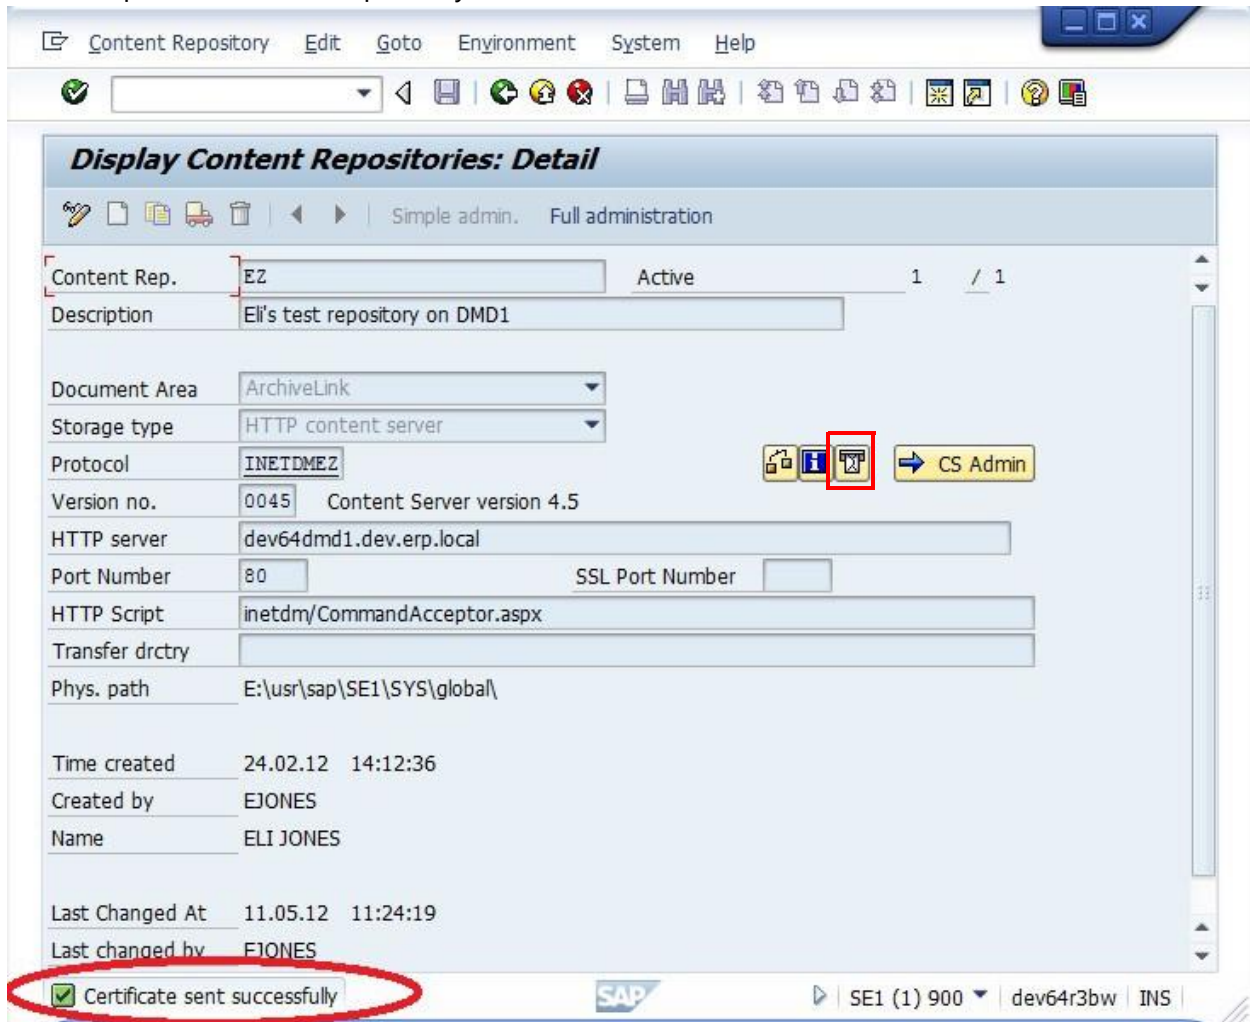 Content Repository Edit Goto Environment System Help
Display Content Repositories: Detail
Simple admin. Full administration
Content Rep. EZ Active 1 / 1
Description Eli's test repository on DMD1
Document Area ArchiveLink
Storage type HTTP content server
Protocol INETDMEZ CS Admin
Version no. 0045 Content Server version 4.5
HTTP server dev64dmd1.dev.erp.local
Port Number 80 SSL Port Number
HTTP Script inetdm/CommandAcceptor.aspx
Transfer drctry
Phys. path E:\usr\sap\SE1\SYS\global\
Time created 24.02.12 14:12:36
Created by EJONES
Name ELI JONES
Last Changed At 11.05.12 11:24:19
Last changed by EJONES
Certificate sent successfully SAP SE1 (1) 900 dev64r3bw INS